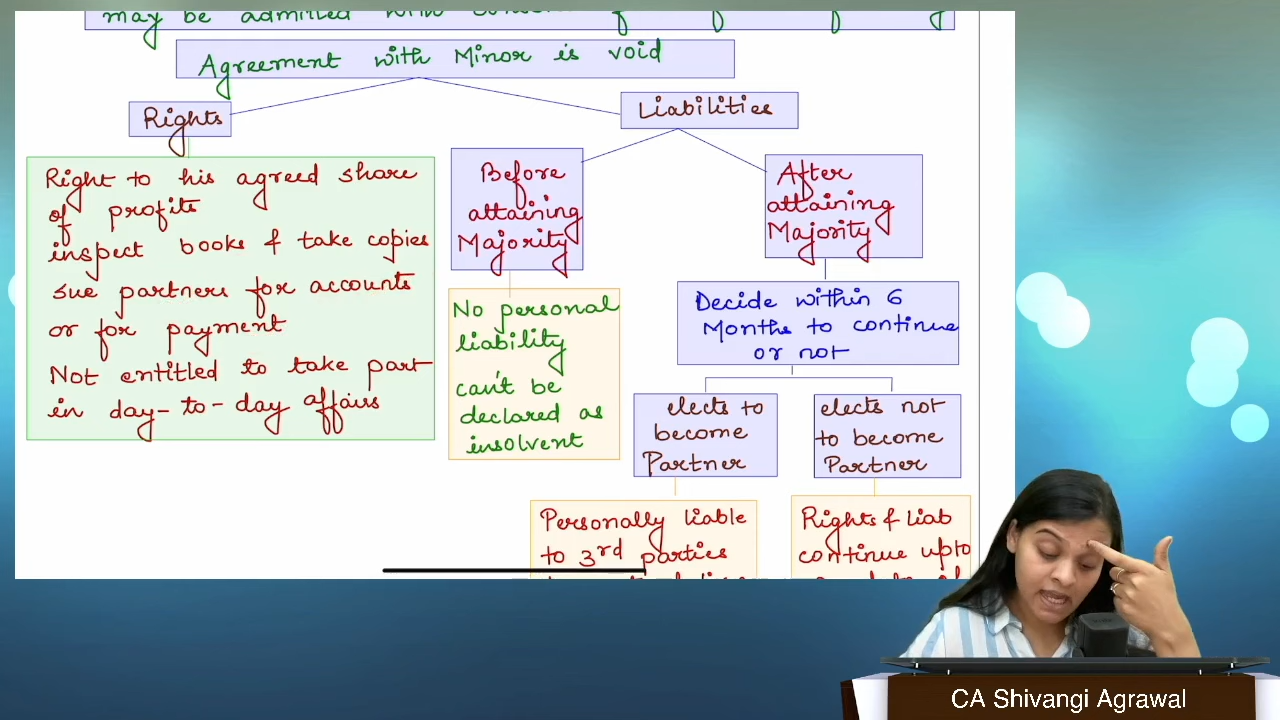 may be admitted with
Agreement with Minor is void
Rights
Right to his agreed share
of profits
inspect books & take copies
sue partners for accounts
or for payment
Not entitled to take part
in day-to-day affairs
Liabilities
Before
attaining
Majority
No personal
liability
can't be
declared as
insolvent
After
attaining
Majority
Decide within 6
Months to continue
or not
elects to
become
Partner
Personally liable
to 3rd parties
elects not
to become
Partner
Rights & Liab
continue upto
CA Shivangi Agrawal